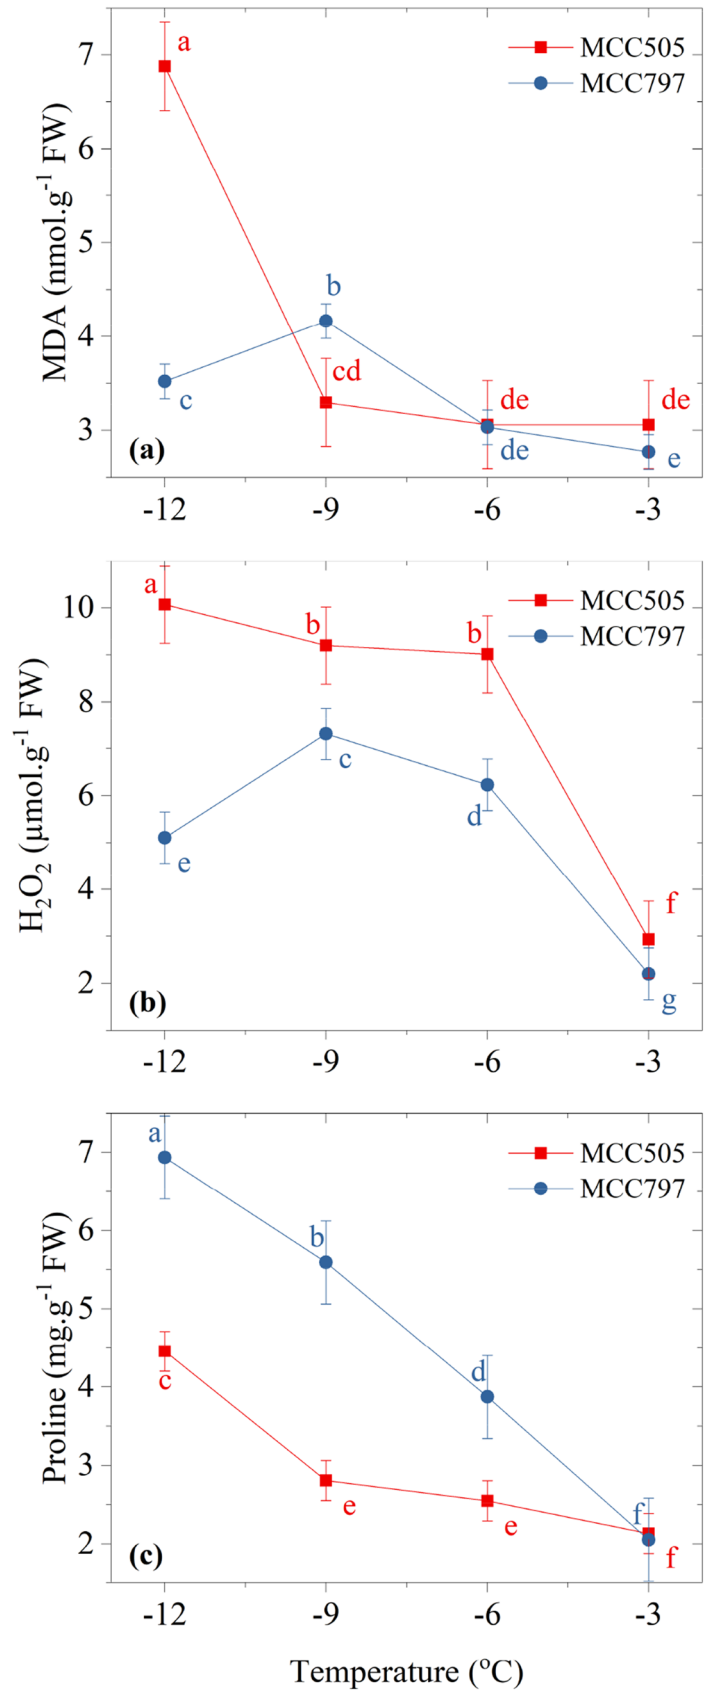 MDA (nmol.g⁻¹ FW)
7
6
5
4
3
MCC505
MCC797
a
b
cd
c
de
de
de
e
(a)
-12 -9 -6 -3
H₂O₂ (µmol.g⁻¹ FW)
10
8
6
4
2
MCC505
MCC797
a
b
b
c
d
e
f
g
(b)
-12 -9 -6 -3
Proline (mg.g⁻¹ FW)
7
6
5
4
3
2
MCC505
MCC797
a
b
c
d
e
e
f
f
(c)
-12 -9 -6 -3
Temperature (ºC)